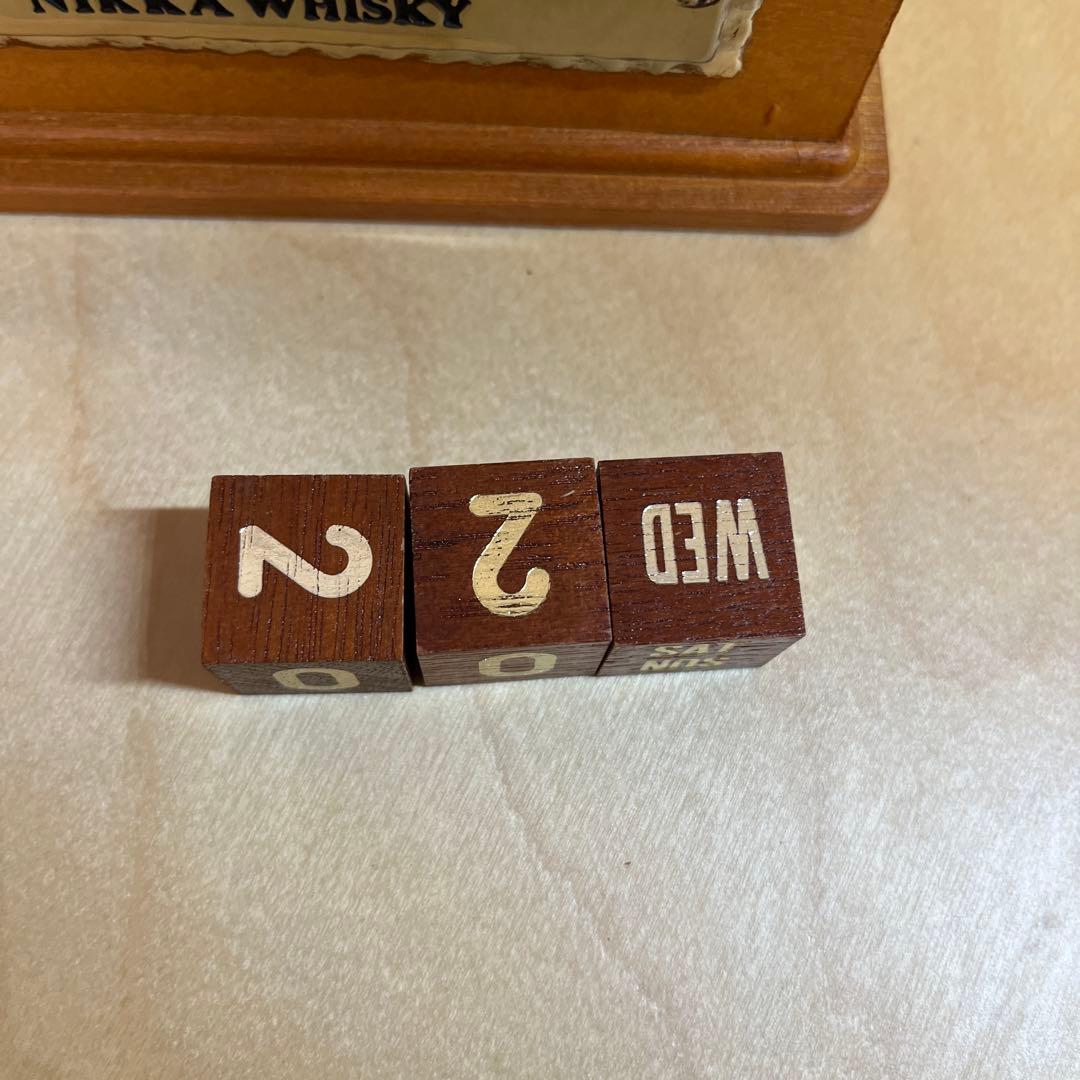 NIKKA WHISKY
2 2 WED
0 0 SAT
SUN